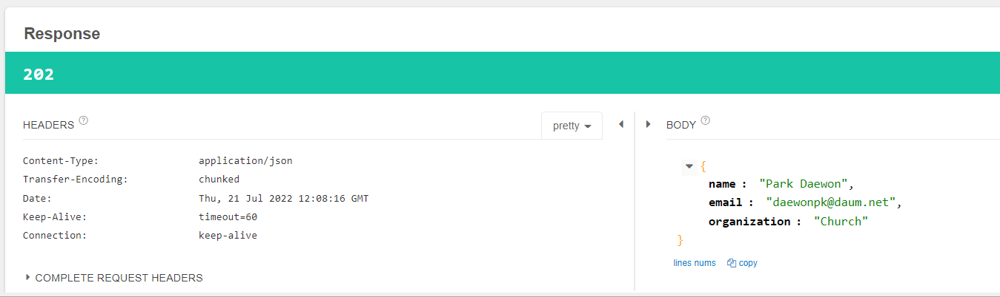 Response
202
HEADERS ?
pretty
Content-Type: application/json
Transfer-Encoding: chunked
Date: Thu, 21 Jul 2022 12:08:16 GMT
Keep-Alive: timeout=60
Connection: keep-alive
COMPLETE REQUEST HEADERS
BODY ?
{
name : "Park Daewon",
email : "daewonpk@daum.net",
organization : "Church"
}
lines nums copy